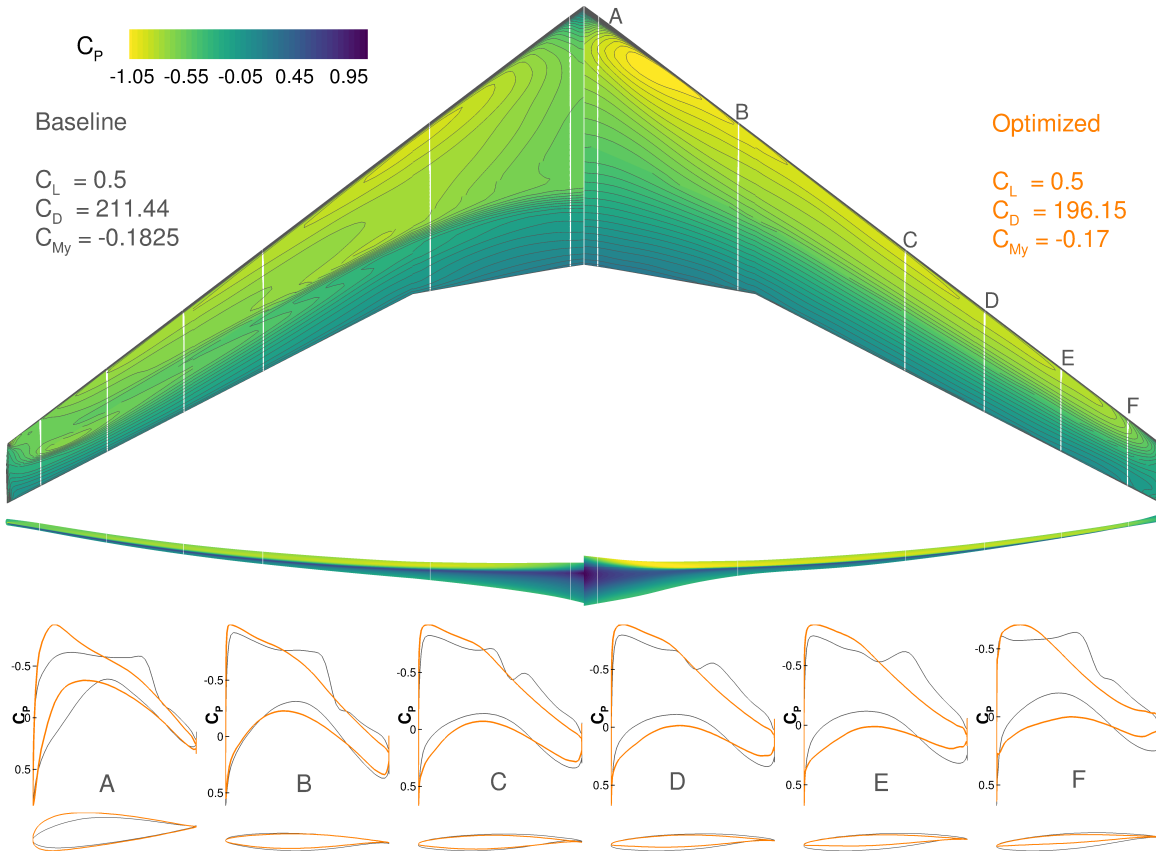 C_P
-1.05 -0.55 -0.05 0.45 0.95
A
Baseline
B
Optimized
C_L = 0.5
C_D = 211.44
C_My = -0.1825
C_L = 0.5
C_D = 196.15
C_My = -0.17
C
D
E
F
-0.5
C_P 0
0.5
A
-0.5
C_P 0
0.5
B
-0.5
C_P 0
0.5
C
-0.5
C_P 0
0.5
D
-0.5
C_P 0
0.5
E
-0.5
C_P 0
0.5
F